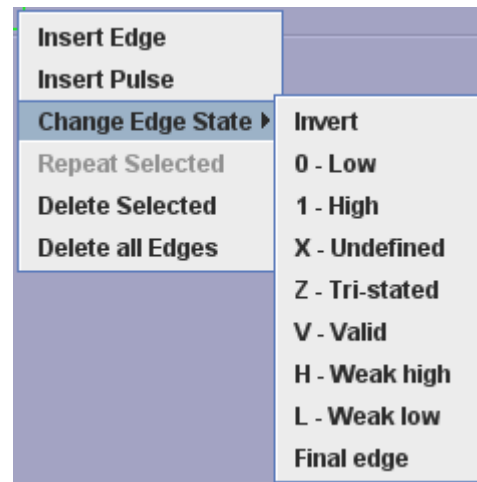 Insert Edge
Insert Pulse
Change Edge State
Repeat Selected
Delete Selected
Delete all Edges
Invert
0 - Low
1 - High
X - Undefined
Z - Tri-stated
V - Valid
H - Weak high
L - Weak low
Final edge